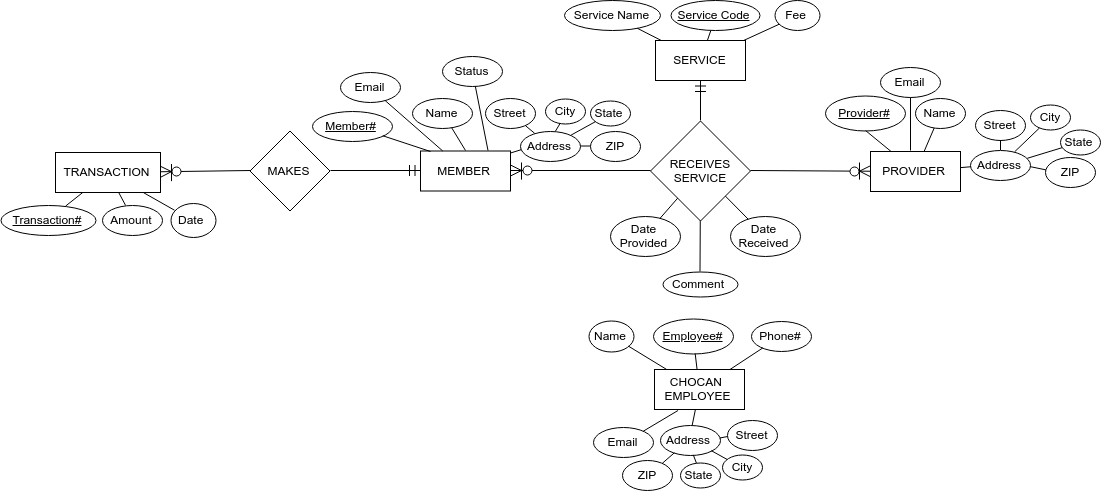 Service Name
Service Code
Fee
SERVICE
Status
Email
Name
Member#
Street
City
State
Address
ZIP
Email
Provider#
Name
Street
City
State
Address
ZIP
TRANSACTION
MAKES
MEMBER
RECEIVES
SERVICE
PROVIDER
Transaction#
Amount
Date
Date
Provided
Date
Received
Comment
Name
Employee#
Phone#
CHOCAN
EMPLOYEE
Email
Address
Street
ZIP
State
City